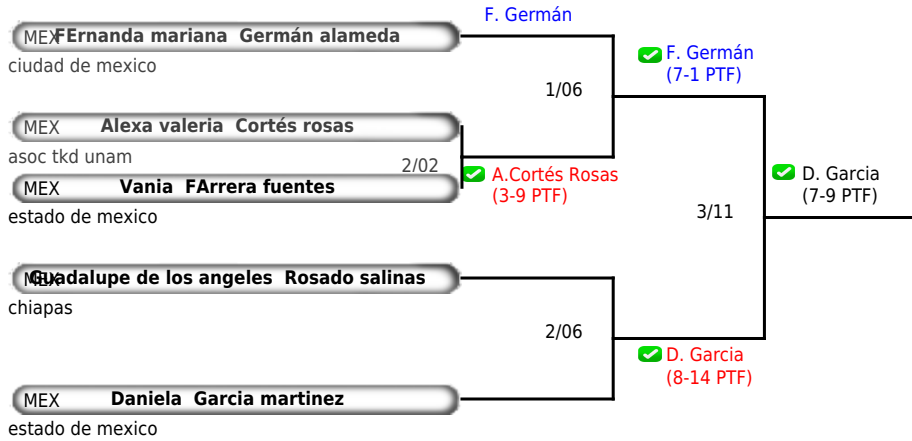 F. Germán
MEX FErnanda mariana Germán alameda
ciudad de mexico
F. Germán
(7-1 PTF)
1/06
MEX Alexa valeria Cortés rosas
asoc tkd unam
2/02
A.Cortés Rosas
(3-9 PTF)
MEX Vania FArrera fuentes
estado de mexico
D. Garcia
(7-9 PTF)
3/11
MEX Guadalupe de los angeles Rosado salinas
chiapas
2/06
D. Garcia
(8-14 PTF)
MEX Daniela Garcia martinez
estado de mexico